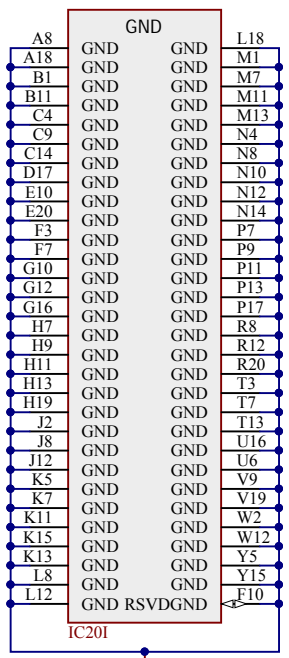 GND
A8 GND GND L18
A18 GND GND M1
B1 GND GND M7
B11 GND GND M11
C4 GND GND M13
C9 GND GND N4
C14 GND GND N8
D17 GND GND N10
E10 GND GND N12
E20 GND GND N14
F3 GND GND P7
F7 GND GND P9
G10 GND GND P11
G12 GND GND P13
G16 GND GND P17
H7 GND GND R8
H9 GND GND R12
H11 GND GND R20
H13 GND GND T3
H19 GND GND T7
J2 GND GND T13
J8 GND GND U16
J12 GND GND U6
K5 GND GND V9
K7 GND GND V19
K11 GND GND W2
K15 GND GND W12
K13 GND GND Y5
L8 GND GND Y15
L12 GND RSVDGND F10
IC20I